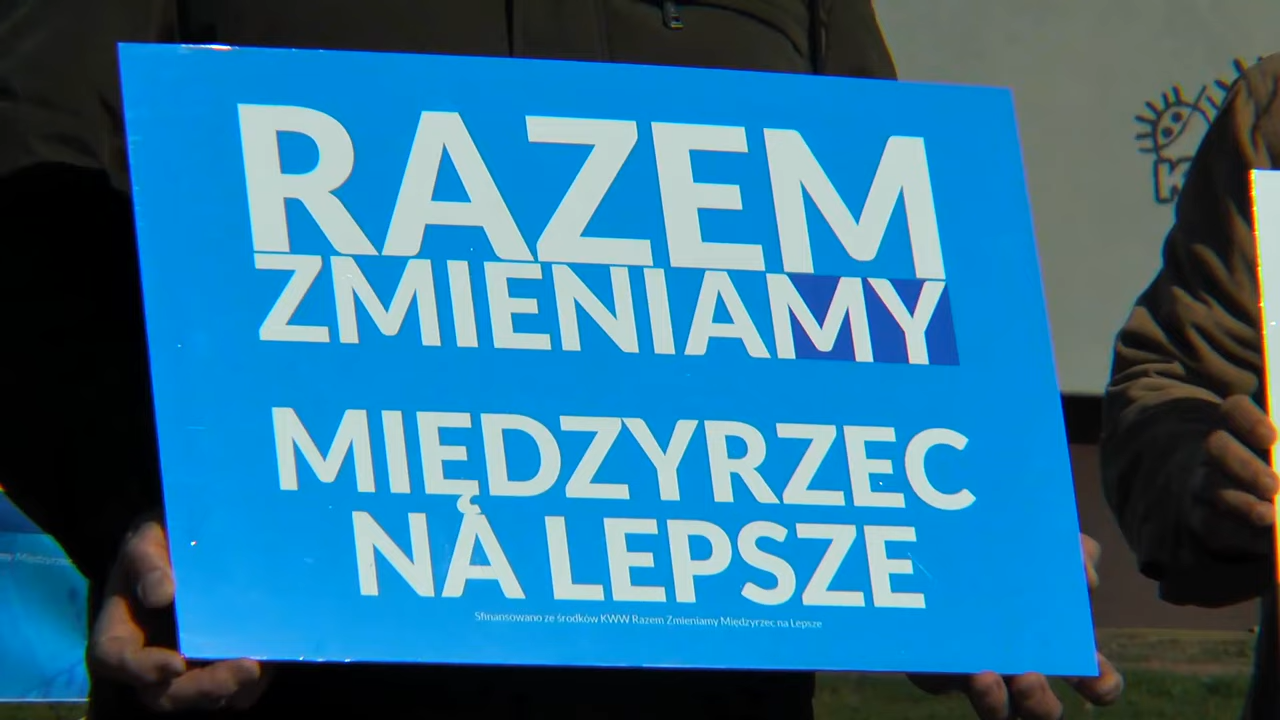 RAZEM
ZMIENIAMY
MIĘDZYRZEC
NA LEPSZE
Sfinansowano ze środków KWW Razem Zmieniamy Międzyrzec na Lepsze